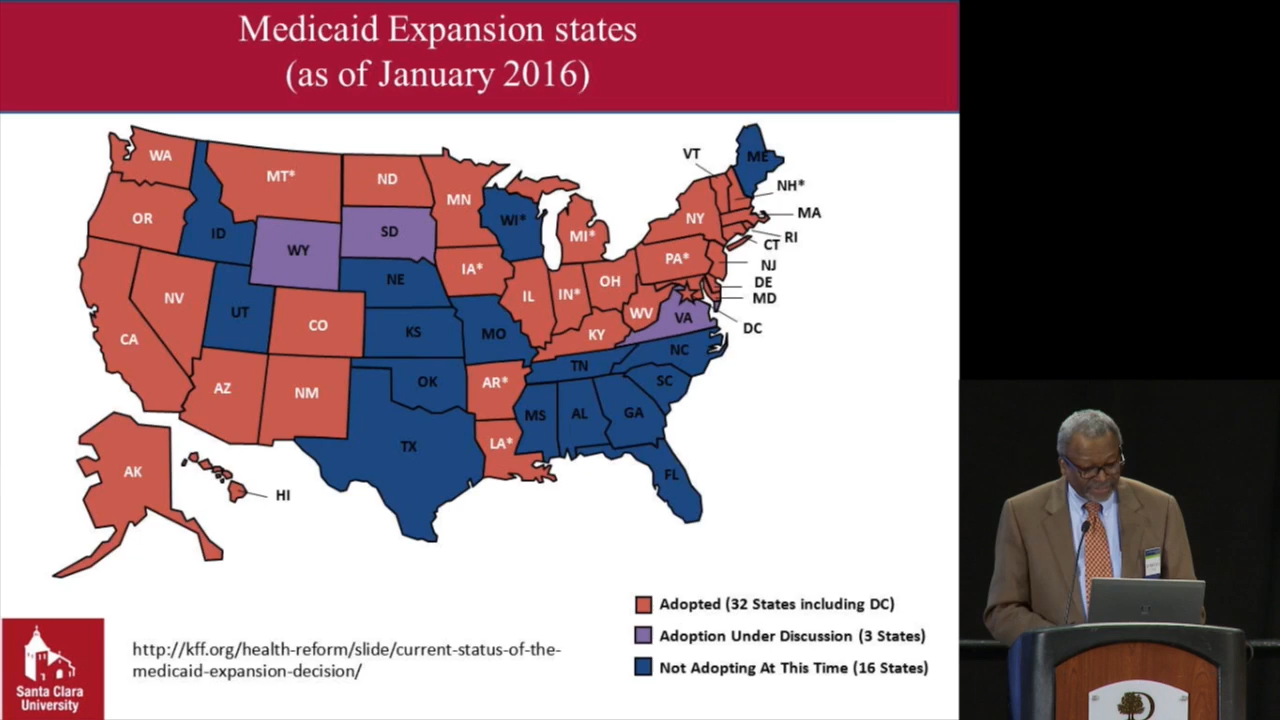 Medicaid Expansion states
(as of January 2016)
WA
MT*
ND
MN
VT
ME
NH*
OR
ID
WY
SD
WI*
MI*
NY
MA
RI
CT
PA*
NJ
DE
MD
DC
NV
UT
CO
NE
IA*
IL
IN*
OH
WV
VA
CA
KS
MO
KY
NC
AZ
NM
OK
AR*
TN
SC
TX
LA*
MS
AL
GA
FL
AK
HI
Adopted (32 States including DC)
Adoption Under Discussion (3 States)
Not Adopting At This Time (16 States)
http://kff.org/health-reform/slide/current-status-of-the-
medicaid-expansion-decision/
Santa Clara
University